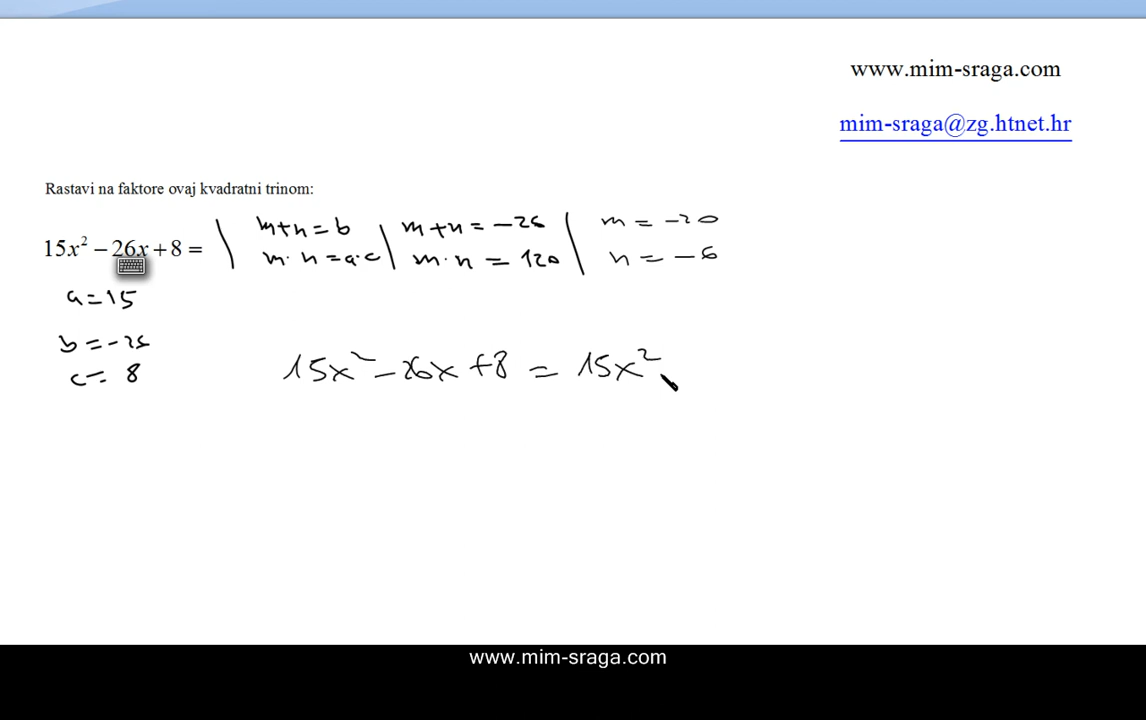 www.mim-sraga.com
mim-sraga@zg.htnet.hr
Rastavi na faktore ovaj kvadratni trinom:
15x² − 26x + 8 = | m+n = b | m+n = −26 | m = −20
m·n = a·c | m·n = 120 | n = −6
a = 15
b = −26
c = 8
15x² − 26x + 8 = 15x²
www.mim-sraga.com